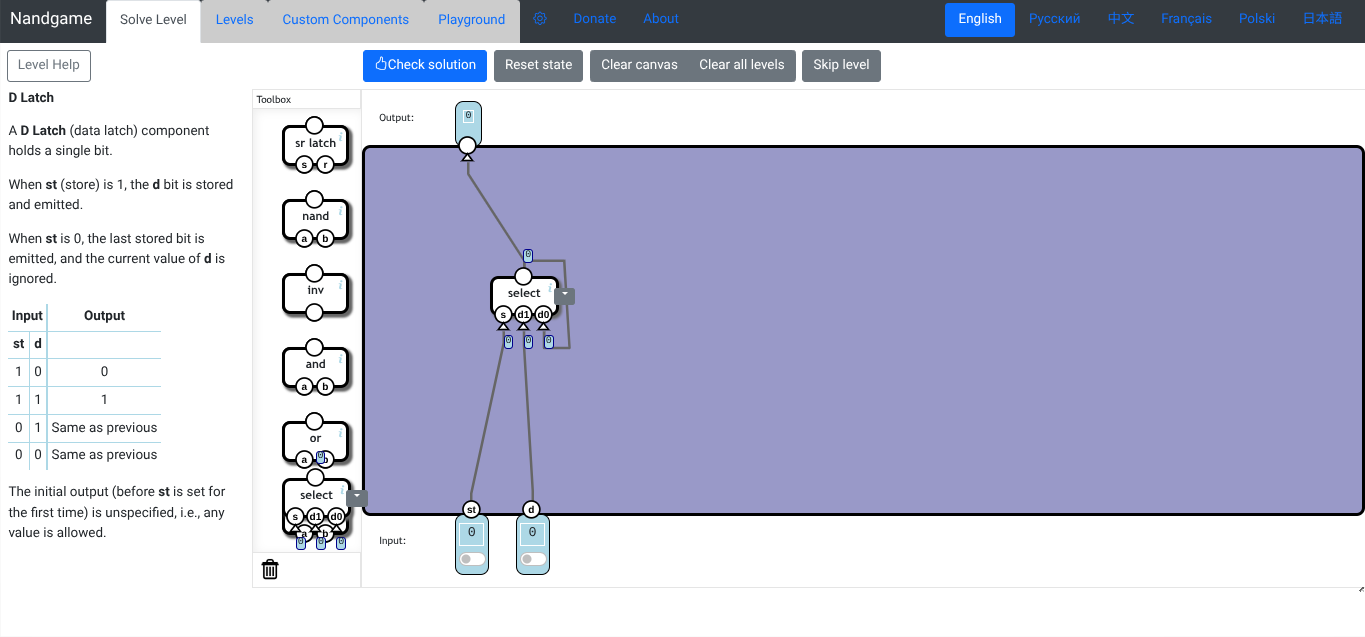 Nandgame
Solve Level
Levels
Custom Components
Playground
Donate
About
English
Русский
中文
Français
Polski
日本語
Level Help
Check solution
Reset state
Clear canvas
Clear all levels
Skip level
D Latch
A D Latch (data latch) component
holds a single bit.
When st (store) is 1, the d bit is stored
and emitted.
When st is 0, the last stored bit is
emitted, and the current value of d is
ignored.
Input Output
st d
1 0 0
1 1 1
0 1 Same as previous
0 0 Same as previous
The initial output (before st is set for
the first time) is unspecified, i.e., any
value is allowed.
Toolbox
sr latch i
s r
nand i
a b
inv i
and i
a b
or i
a b
0
select i
s d1 d0
a b
0 0 0
Output:
0
0
select i
s d1 d0
0 0 0
st d
Input:
0 0